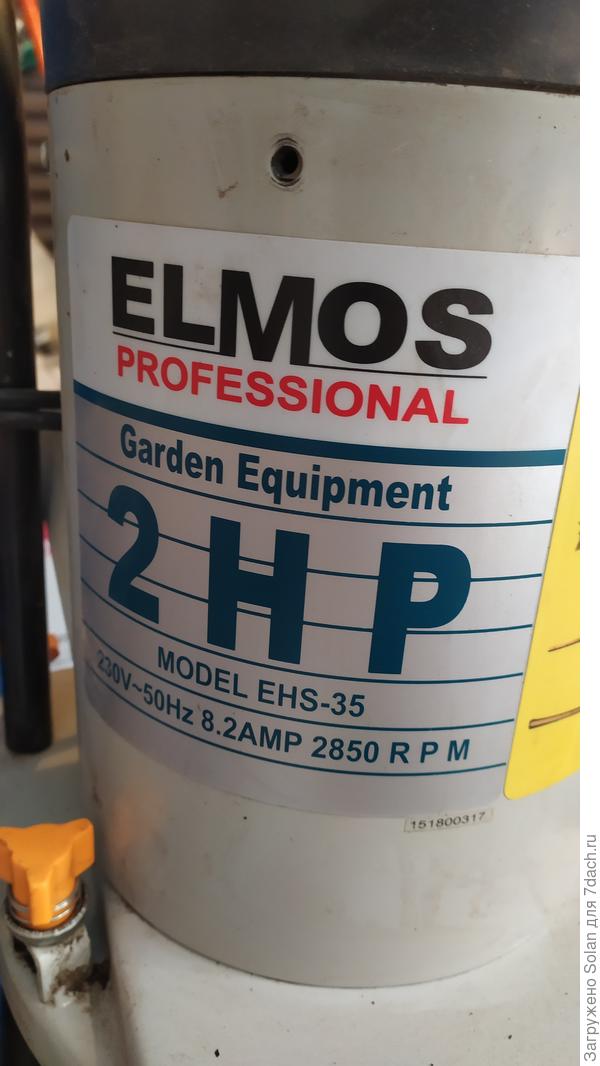 ELMOS
PROFESSIONAL
Garden Equipment
2 HP
MODEL EHS-35
230V~50Hz 8.2AMP 2850 R P M
151800317
Загружено Solan для 7dach.ru